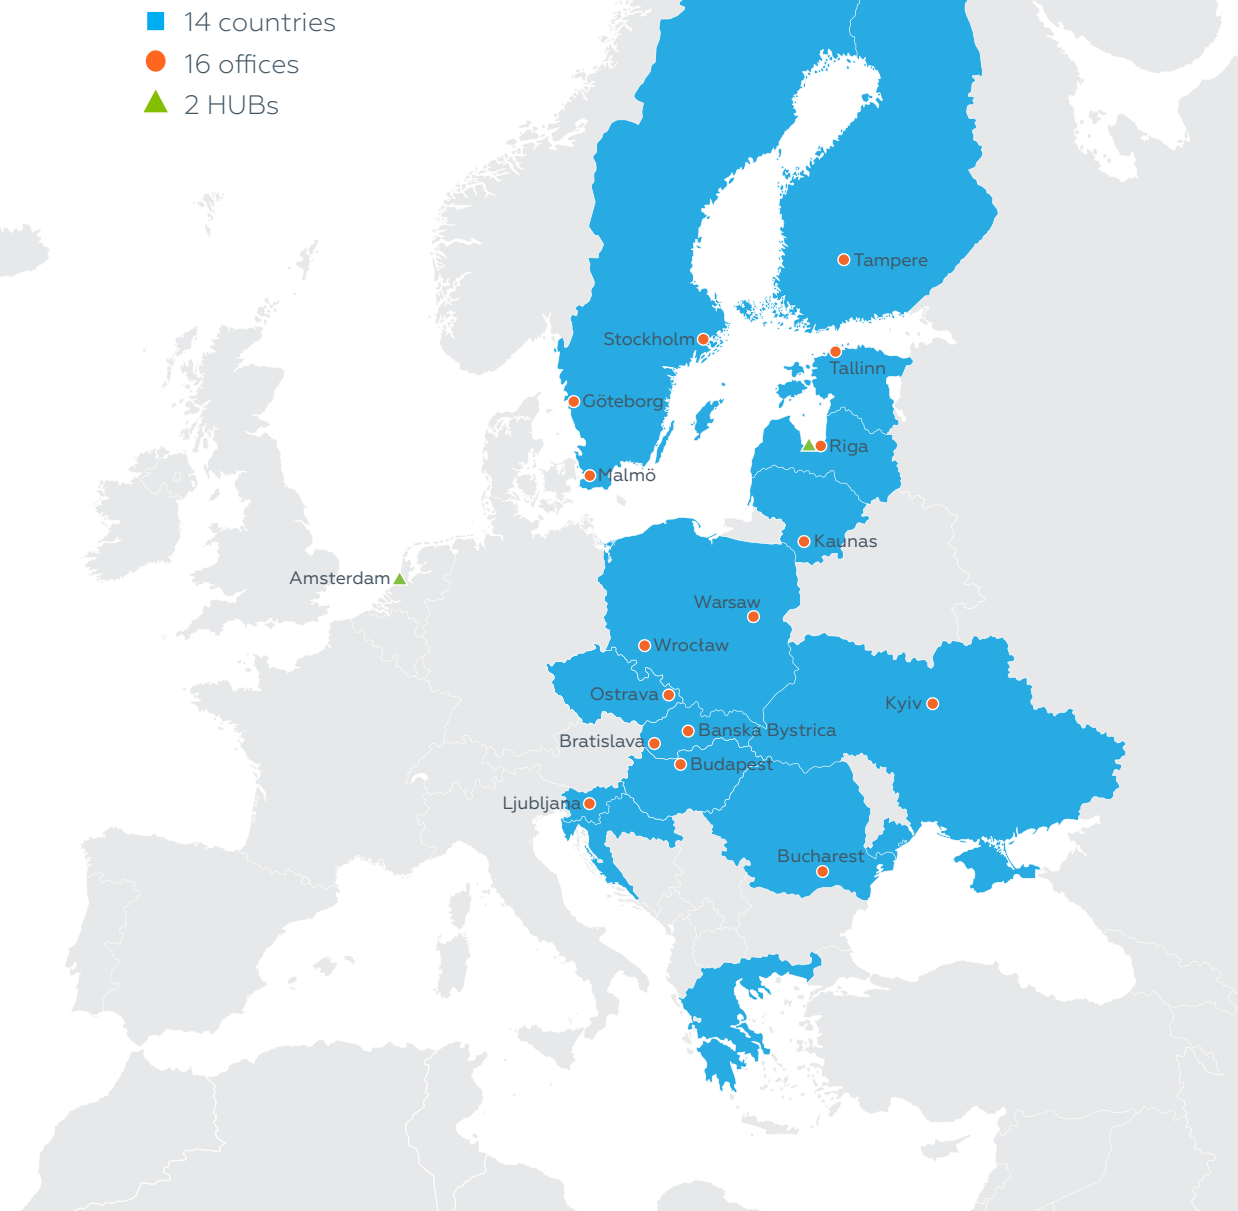 14 countries
16 offices
2 HUBs
Tampere
Stockholm
Tallinn
Göteborg
Riga
Malmö
Kaunas
Amsterdam
Warsaw
Wrocław
Ostrava
Kyiv
Banska Bystrica
Bratislava
Budapest
Ljubljana
Bucharest